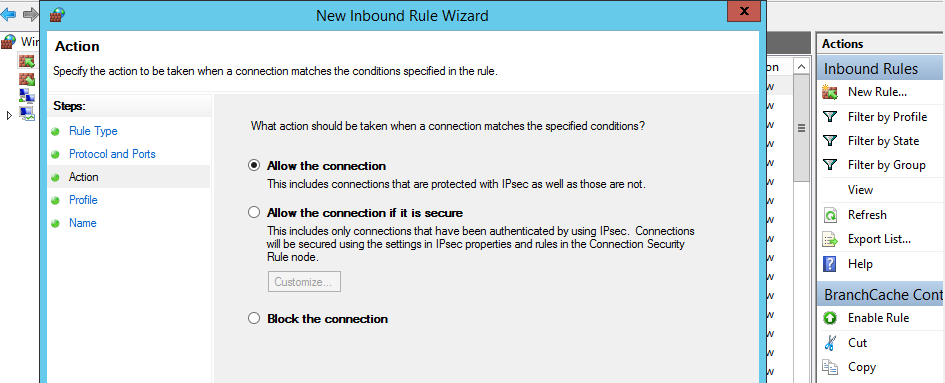 New Inbound Rule Wizard
X
Action
Specify the action to be taken when a connection matches the conditions specified in the rule.
Steps:
Rule Type
Protocol and Ports
Action
Profile
Name
What action should be taken when a connection matches the specified conditions?
Allow the connection
This includes connections that are protected with IPsec as well as those are not.
Allow the connection if it is secure
This includes only connections that have been authenticated by using IPsec. Connections
will be secured using the settings in IPsec properties and rules in the Connection Security
Rule node.
Customize...
Block the connection
Actions
Inbound Rules
New Rule...
Filter by Profile
Filter by State
Filter by Group
View
Refresh
Export List...
Help
BranchCache Cont
Enable Rule
Cut
Copy